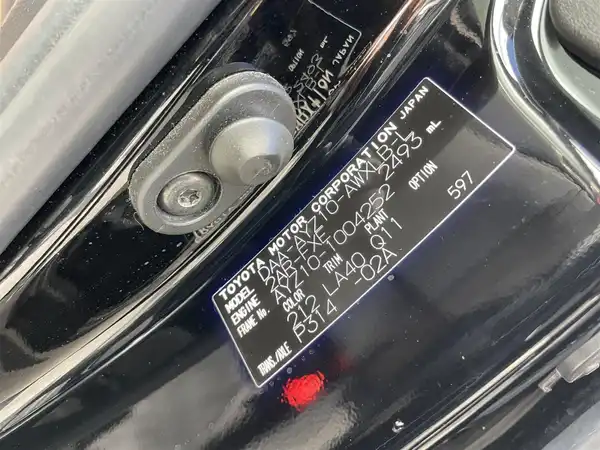 TOYOTA MOTOR CORPORATION JAPAN
MODEL DAA-AYZ10-AWXLB-L
ENGINE 2AR-FXE 2493 mL
FRAME No. AYZ10-1004252
COLOR TRIM PLANT OPTION
212 LA40 Q11 597
TRANS./AXLE P314 -02A